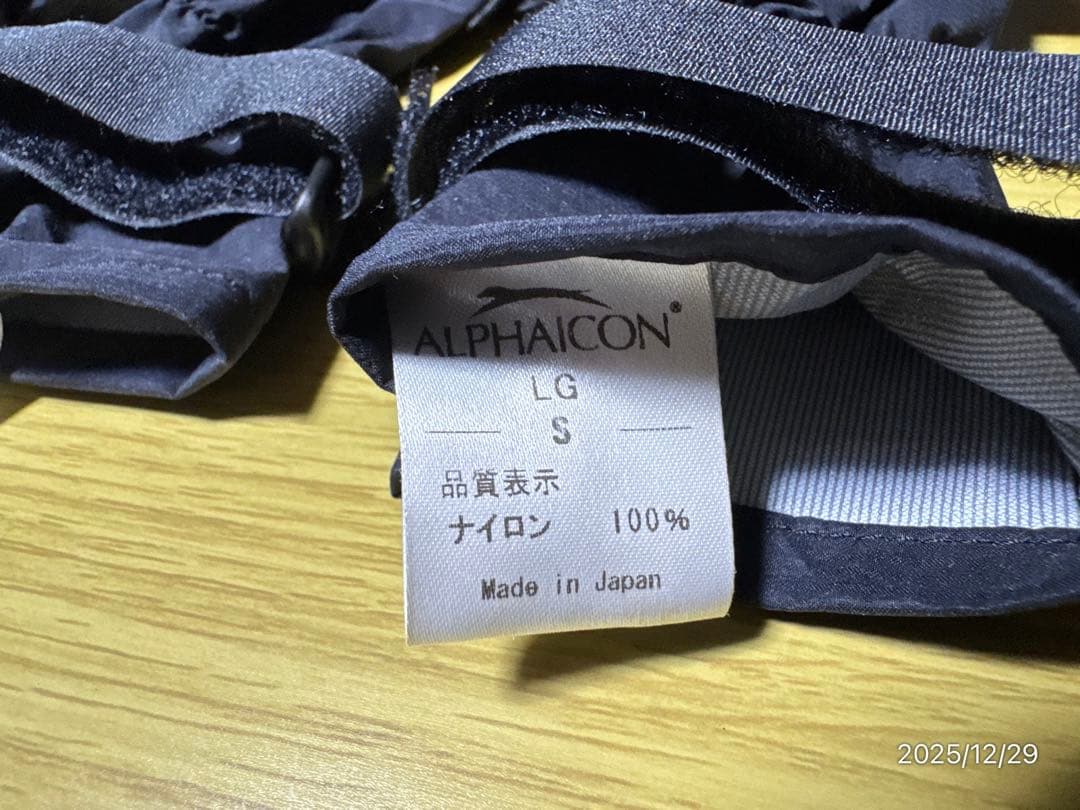 ALPHAICON®
LG
S
品質表示
ナイロン 100%
Made in Japan
2025/12/29